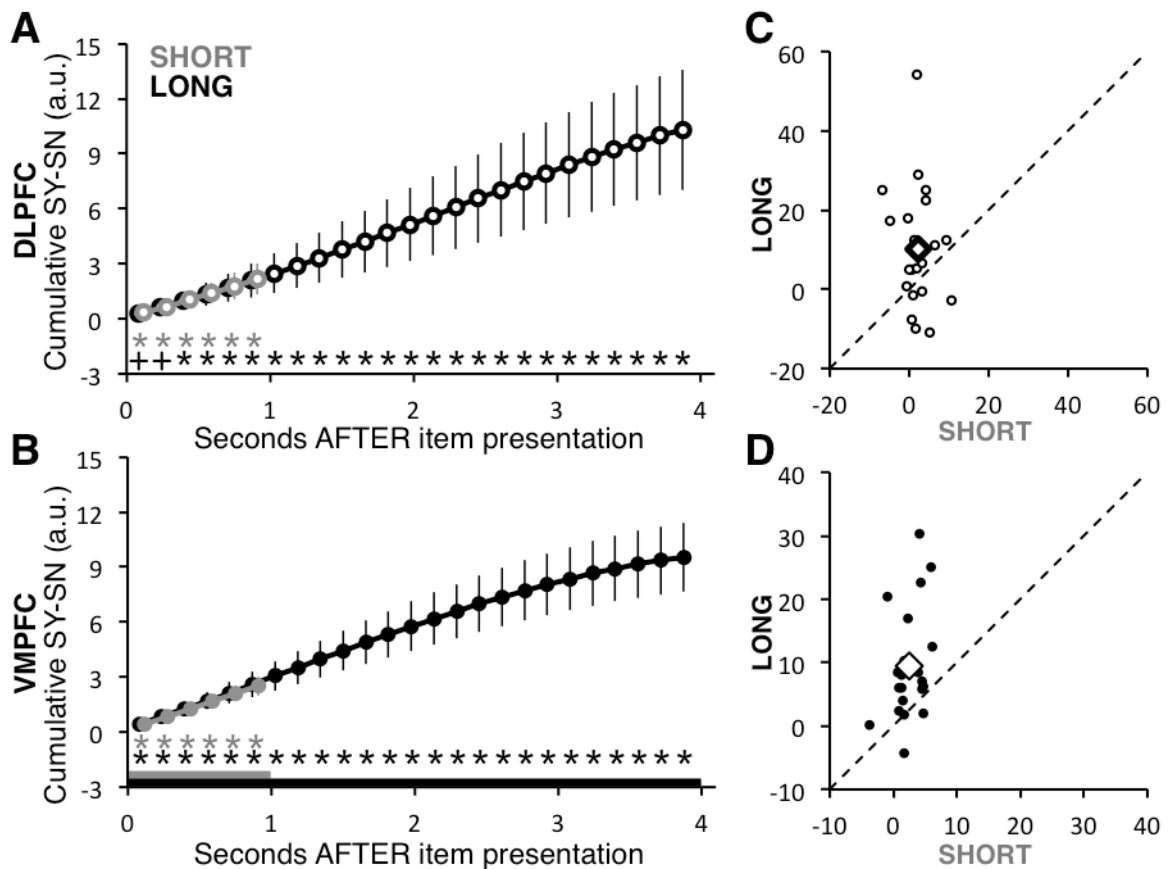 A
DLPFC
Cumulative SY-SN (a.u.)
15
12
9
6
3
0
-3
SHORT
LONG
* * * * * *
+ + * * * * * * * * * * * * * * * * * * * * * * *
0 1 2 3 4
Seconds AFTER item presentation
B
VMPFC
Cumulative SY-SN (a.u.)
15
12
9
6
3
0
-3
* * * * * *
* * * * * * * * * * * * * * * * * * * * * * * * *
0 1 2 3 4
Seconds AFTER item presentation
C
LONG
60
40
20
0
-20
-20 0 20 40 60
SHORT
D
LONG
40
30
20
10
0
-10
-10 0 10 20 30 40
SHORT